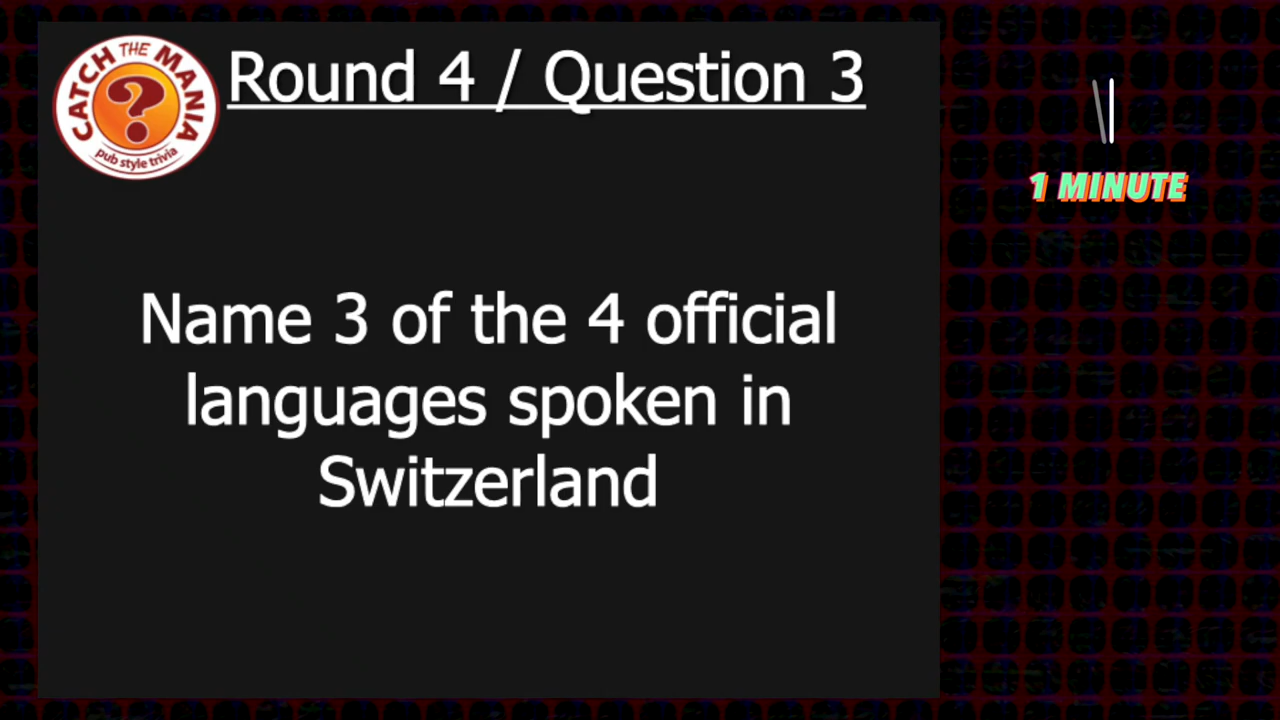 CATCH THE MANIA
?
pub style trivia
Round 4 / Question 3
1 MINUTE
Name 3 of the 4 official
languages spoken in
Switzerland